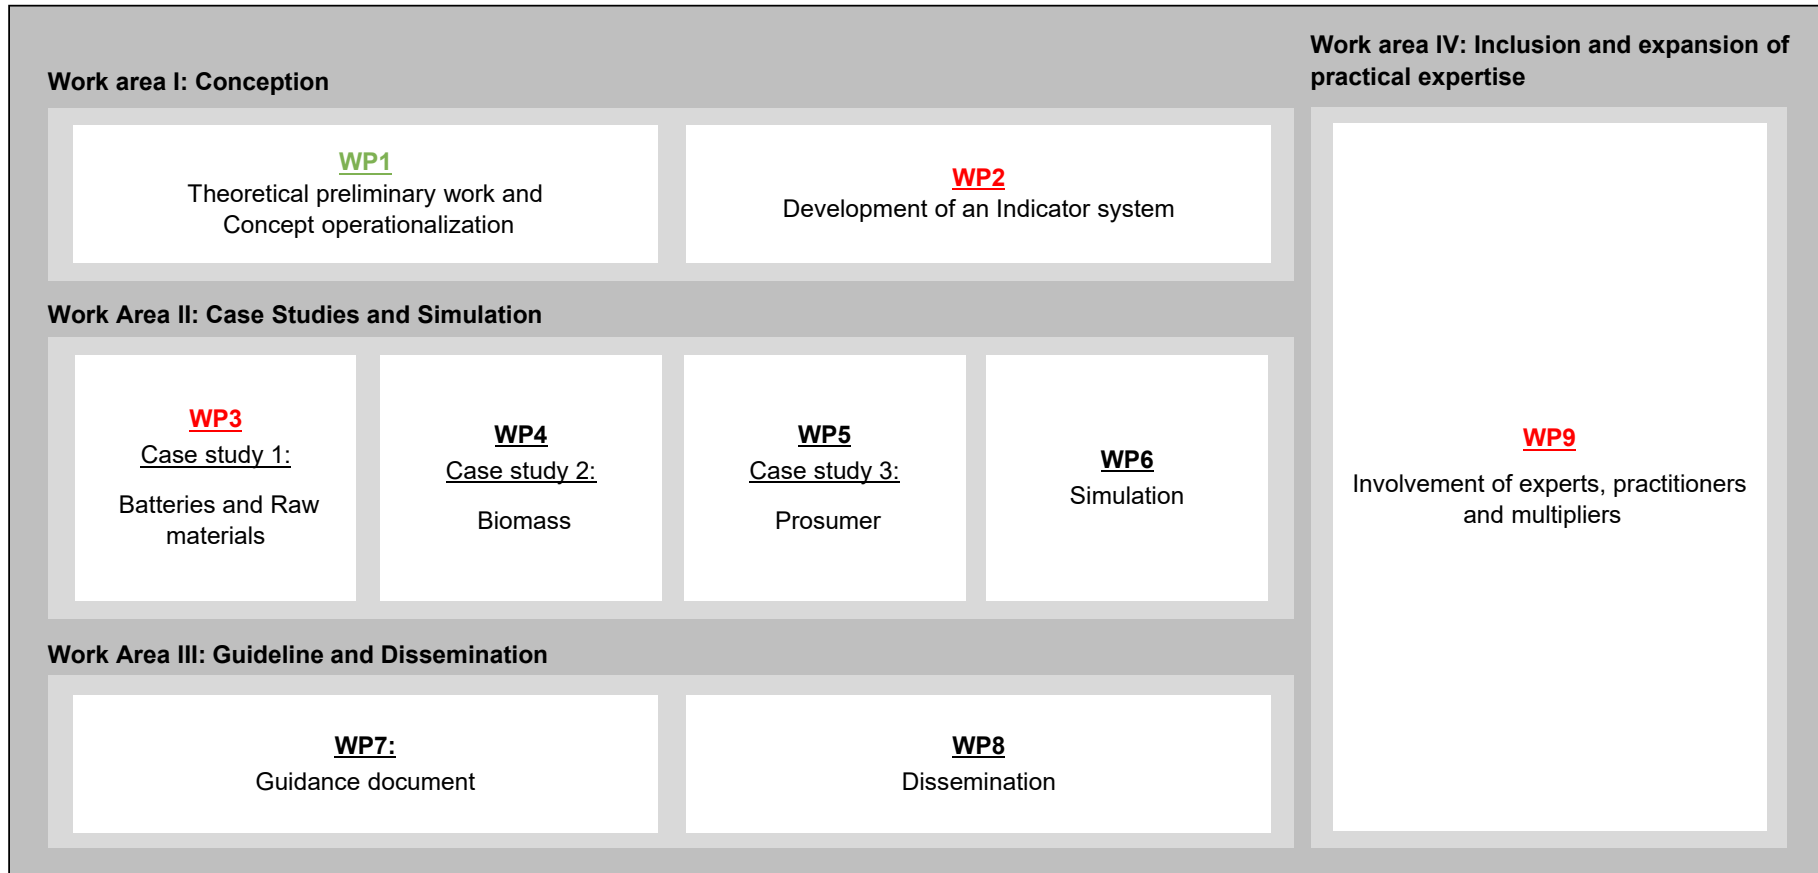 Work area I: Conception
WP1
Theoretical preliminary work and
Concept operationalization
WP2
Development of an Indicator system
Work Area II: Case Studies and Simulation
WP3
Case study 1:
Batteries and Raw
materials
WP4
Case study 2:
Biomass
WP5
Case study 3:
Prosumer
WP6
Simulation
Work Area III: Guideline and Dissemination
WP7:
Guidance document
WP8
Dissemination
Work area IV: Inclusion and expansion of
practical expertise
WP9
Involvement of experts, practitioners
and multipliers